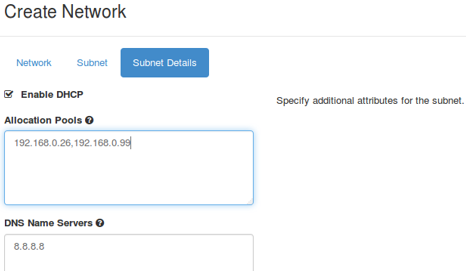 Create Network
Network Subnet Subnet Details
Enable DHCP
Specify additional attributes for the subnet.
Allocation Pools
192.168.0.26,192.168.0.99
DNS Name Servers
8.8.8.8